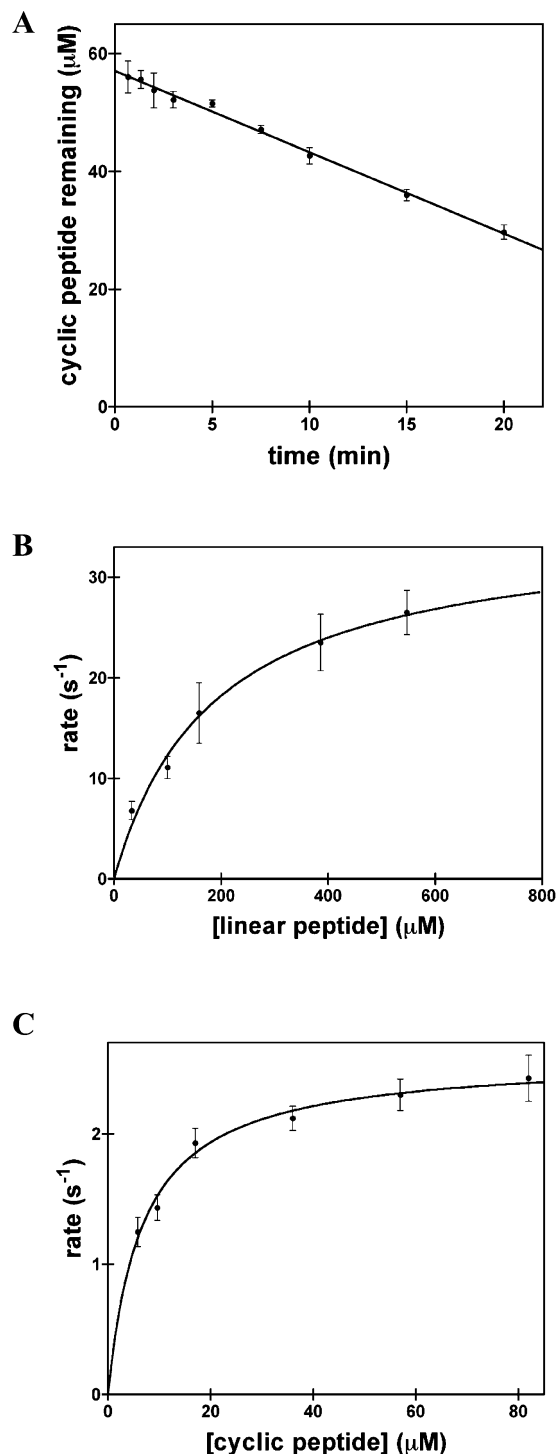 A
cyclic peptide remaining (μM)
60
40
20
0
0 5 10 15 20
time (min)
B
rate (s-1)
30
20
10
0
0 200 400 600 800
[linear peptide] (μM)
C
rate (s-1)
2
1
0
0 20 40 60 80
[cyclic peptide] (μM)